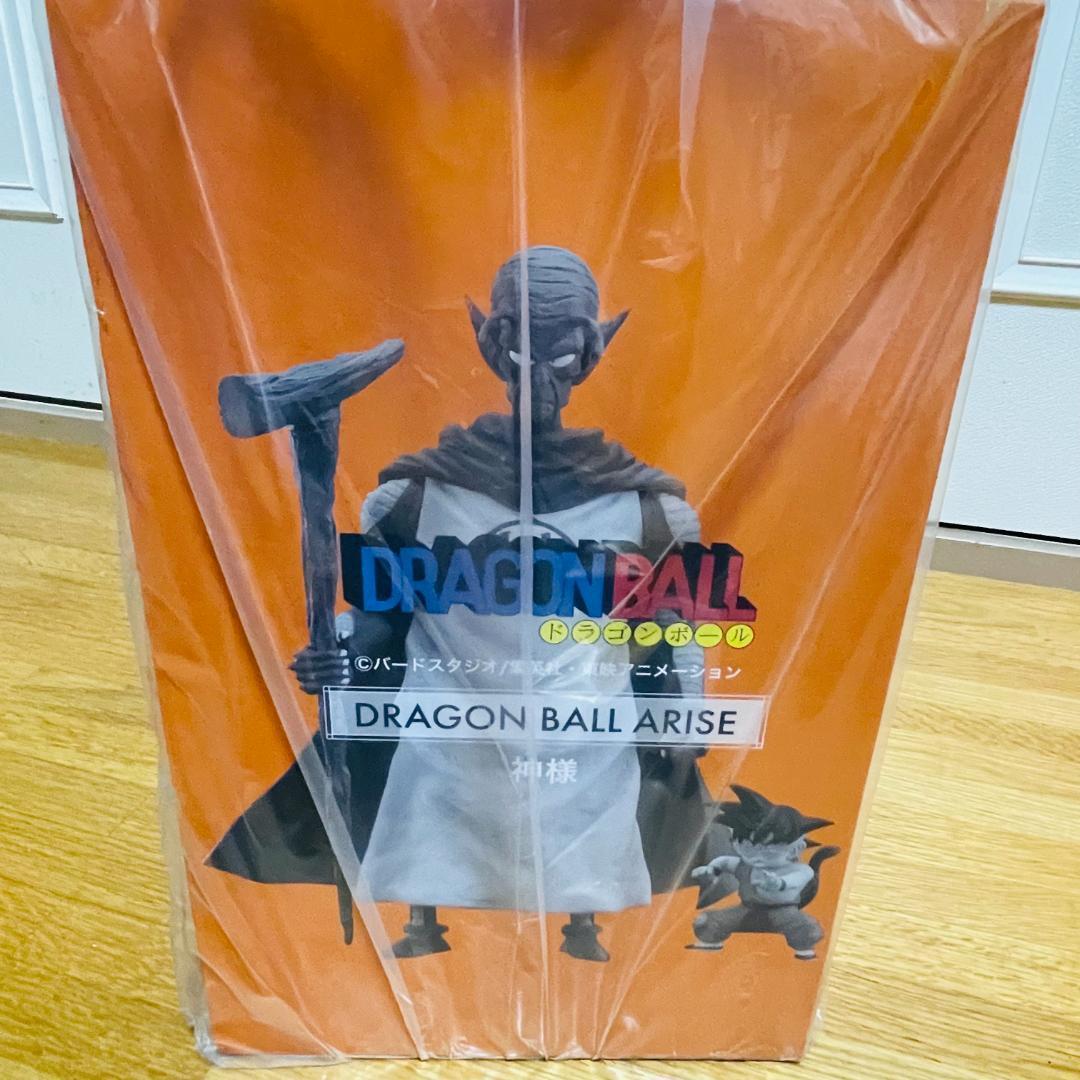 DRAGON BALL
ドラゴンボール
©バードスタジオ/集英社・東映アニメーション
DRAGON BALL ARISE
神様